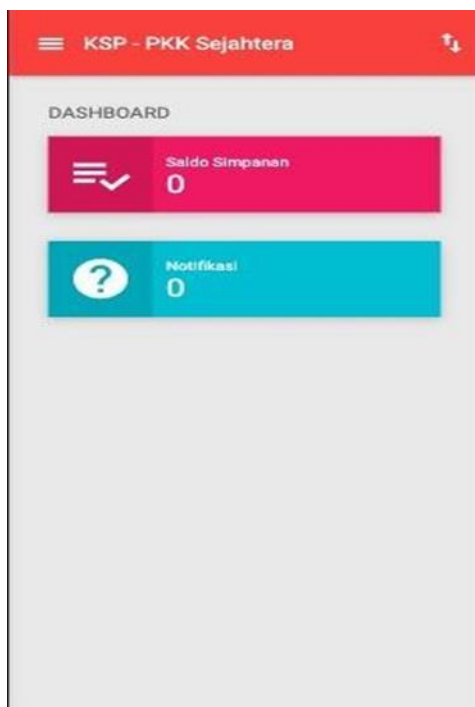 KSP - PKK Sejahtera
DASHBOARD
Saldo Simpanan
0
Notifikasi
0